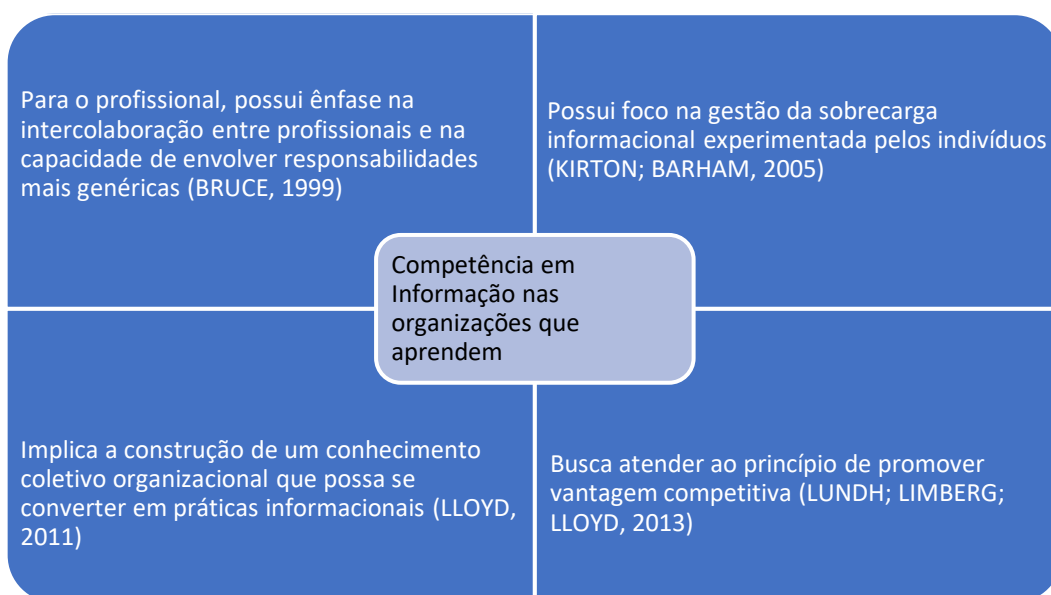 Para o profissional, possui ênfase na
intercolaboração entre profissionais e na
capacidade de envolver responsabilidades
mais genéricas (BRUCE, 1999)
Possui foco na gestão da sobrecarga
informacional experimentada pelos indivíduos
(KIRTON; BARHAM, 2005)
Competência em
Informação nas
organizações que
aprendem
Implica a construção de um conhecimento
coletivo organizacional que possa se
converter em práticas informacionais (LLOYD,
2011)
Busca atender ao princípio de promover
vantagem competitiva (LUNDH; LIMBERG;
LLOYD, 2013)